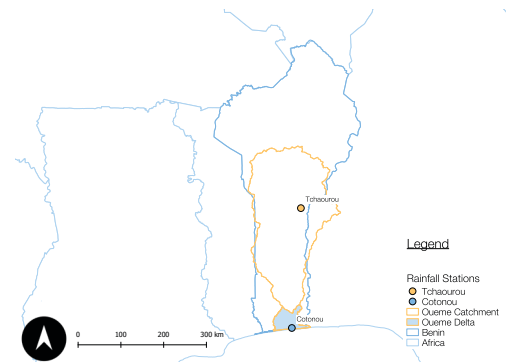 Tchaourou
Legend
Rainfall Stations
Tchaourou
Cotonou
Oueme Catchment
Oueme Delta
Benin
Africa
Cotonou
0 100 200 300 km